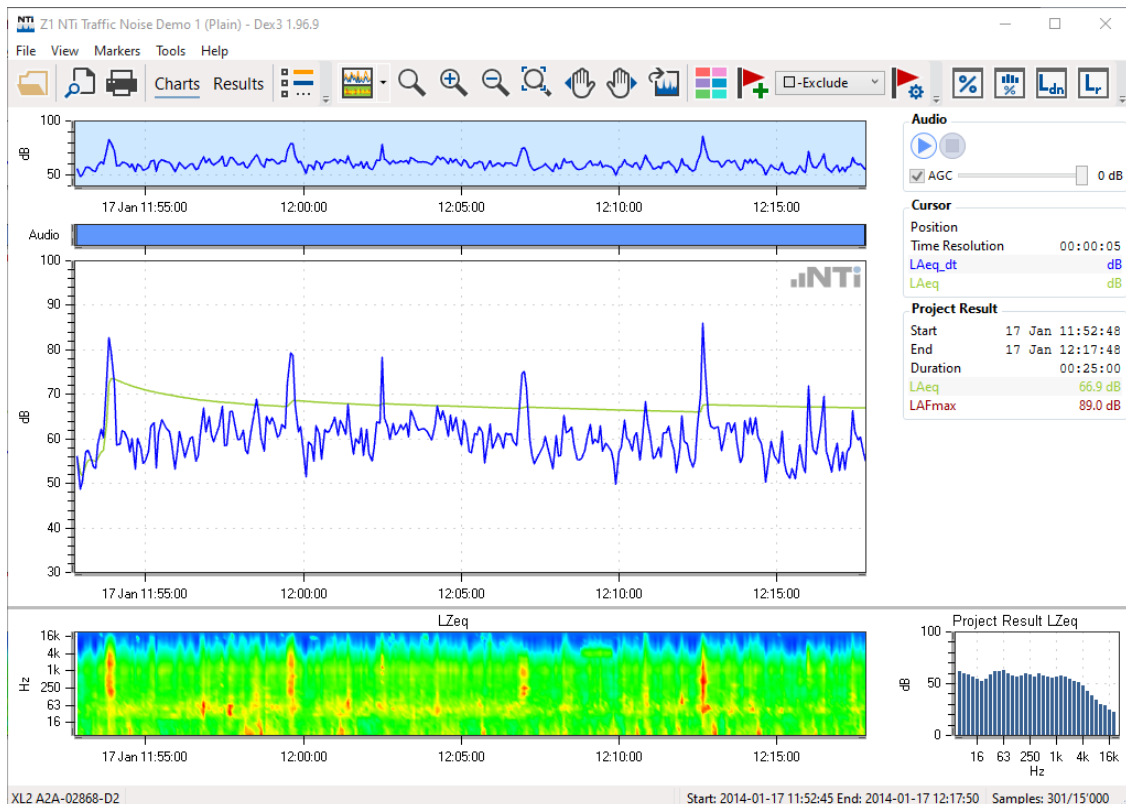 NTi Z1 NTi Traffic Noise Demo 1 (Plain) - Dex3 1.96.9
File View Markers Tools Help
Charts Results % % Ldn Lr
-Exclude
100
dB
50
17 Jan 11:55:00 12:00:00 12:05:00 12:10:00 12:15:00
Audio
100
90
80
70
dB
60
50
40
30
NTi
17 Jan 11:55:00 12:00:00 12:05:00 12:10:00 12:15:00
Audio
AGC 0 dB
Cursor
Position
Time Resolution 00:00:05
LAeq_dt dB
LAeq dB
Project Result
Start 17 Jan 11:52:48
End 17 Jan 12:17:48
Duration 00:25:00
LAeq 66.9 dB
LAFmax 89.0 dB
LZeq
16k
4k
1k
Hz
250
63
16
17 Jan 11:55:00 12:00:00 12:05:00 12:10:00 12:15:00
Project Result LZeq
100
dB
50
0
16 63 250 1k 4k 16k
Hz
XL2 A2A-02868-D2 Start: 2014-01-17 11:52:45 End: 2014-01-17 12:17:50 Samples: 301/15'000